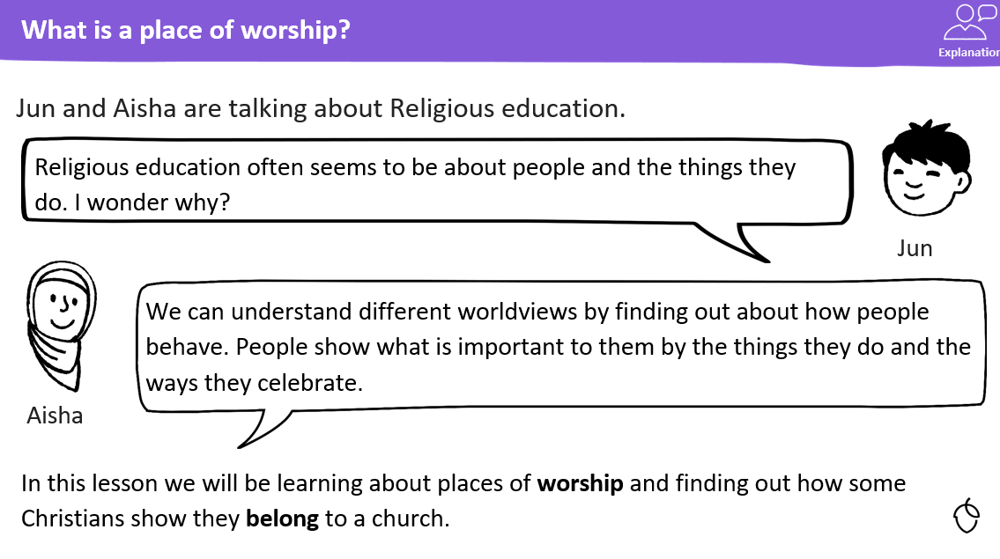 What is a place of worship?
Explanation
Jun and Aisha are talking about Religious education.
Religious education often seems to be about people and the things they
do. I wonder why?
Jun
We can understand different worldviews by finding out about how people
behave. People show what is important to them by the things they do and the
ways they celebrate.
Aisha
In this lesson we will be learning about places of worship and finding out how some
Christians show they belong to a church.